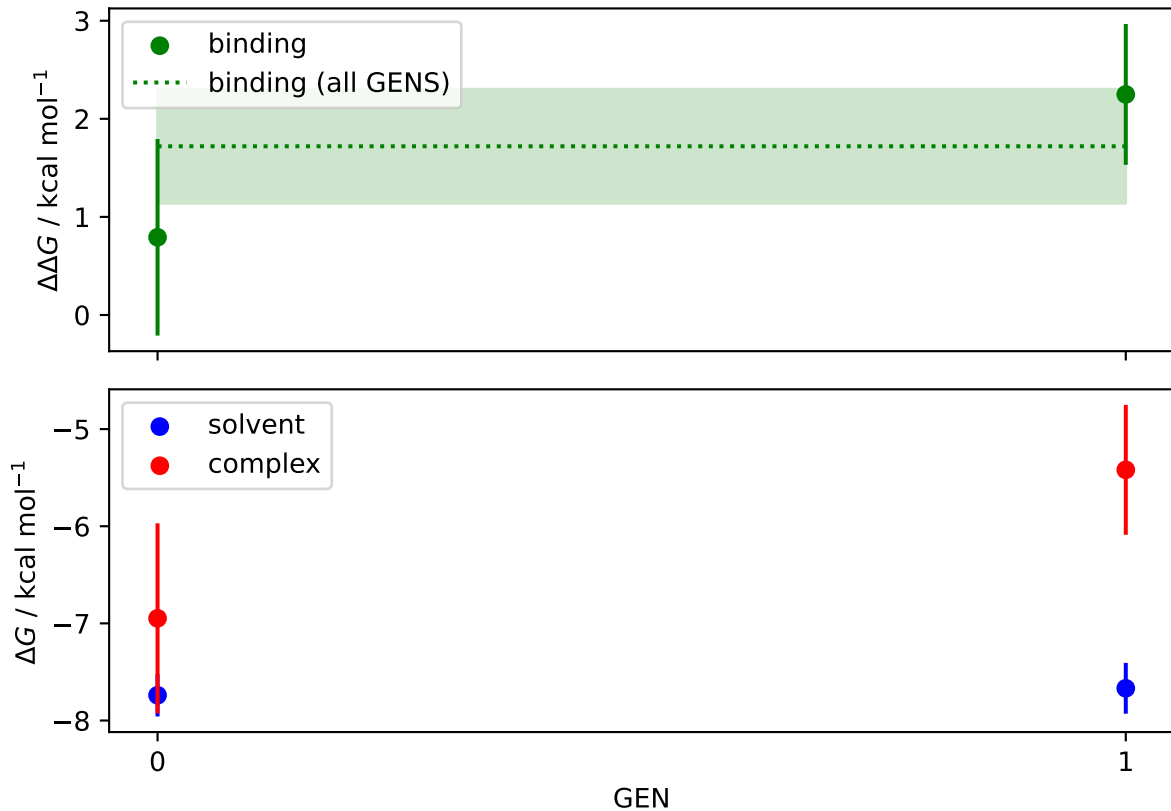 3
2
1
0
ΔΔG / kcal mol⁻¹
binding
binding (all GENS)
−5
−6
−7
−8
ΔG / kcal mol⁻¹
solvent
complex
0
1
GEN